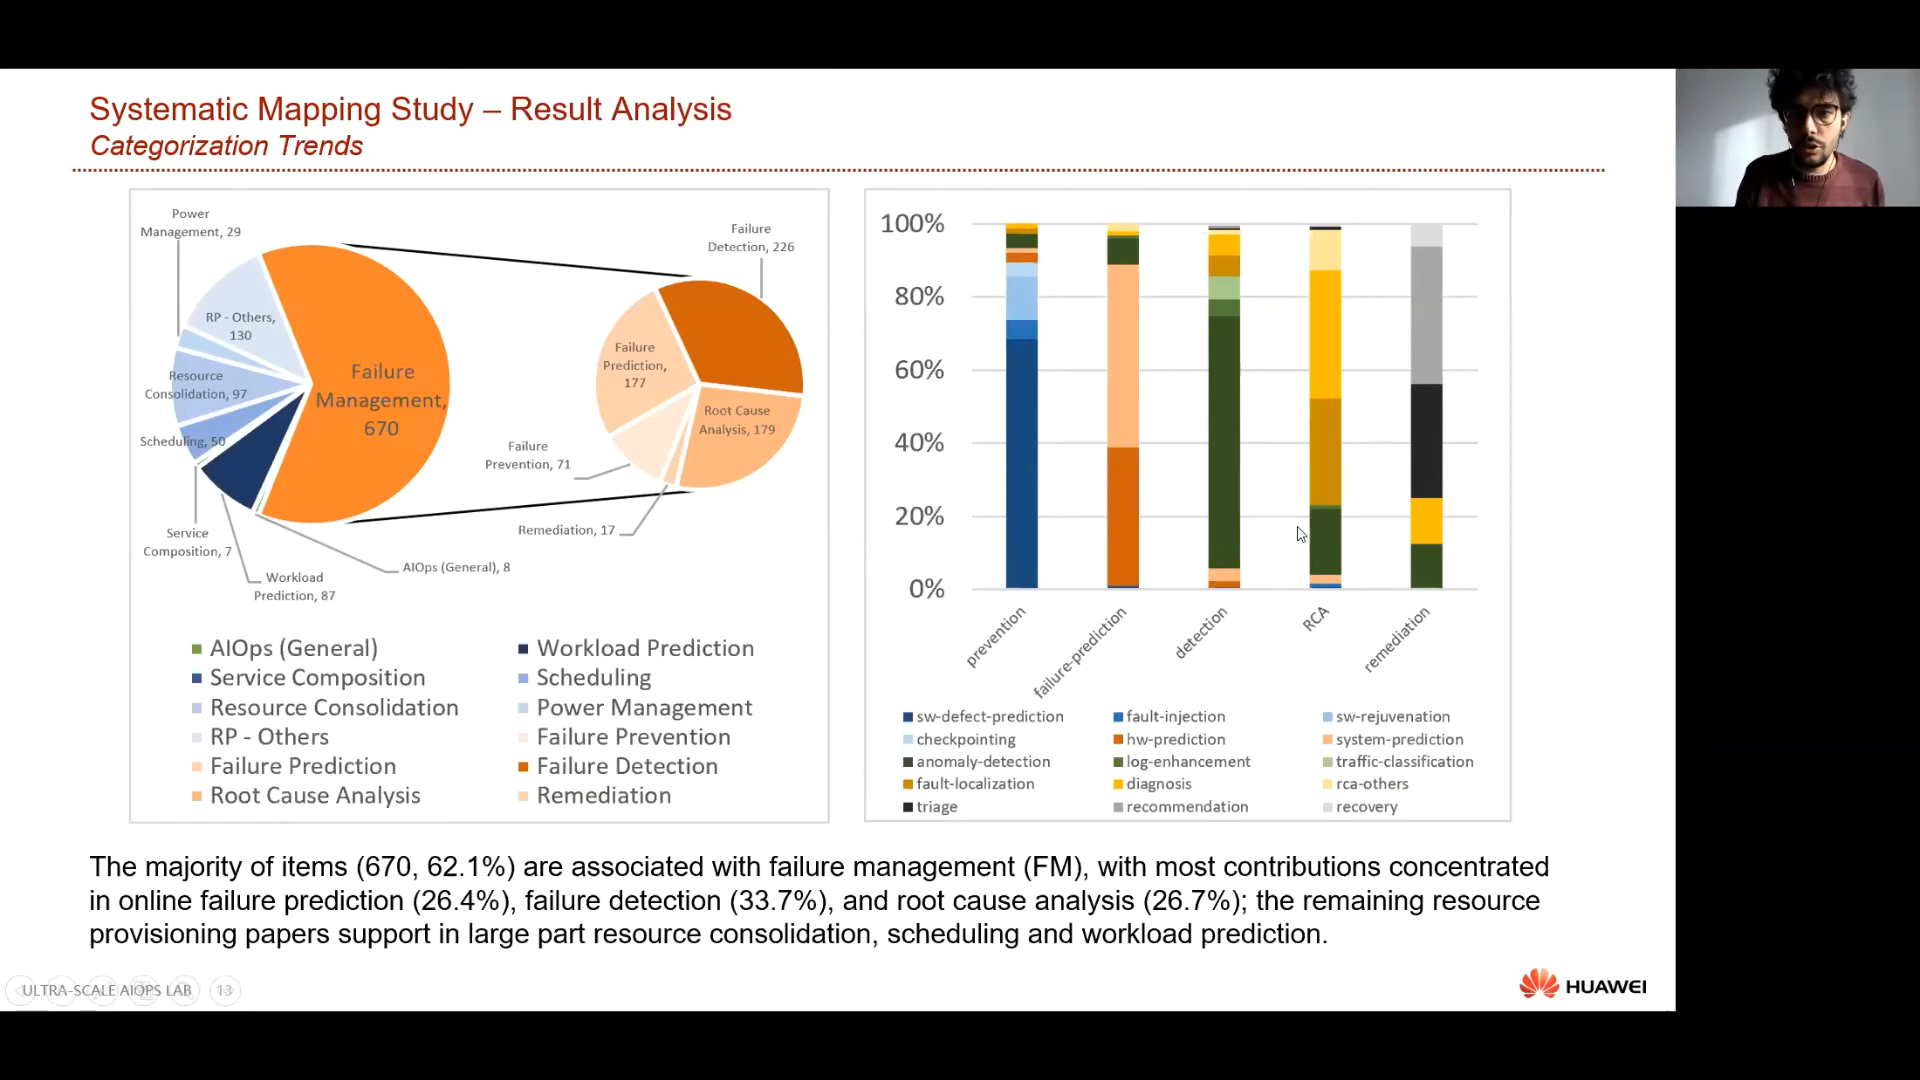 Systematic Mapping Study – Result Analysis
Categorization Trends
Power
Management, 29
RP - Others,
130
Resource
Consolidation, 97
Scheduling, 50
Service
Composition, 7
Workload
Prediction, 87
AIOps (General), 8
Failure
Management,
670
Failure
Detection, 226
Failure
Prediction,
177
Root Cause
Analysis, 179
Failure
Prevention, 71
Remediation, 17
AIOps (General)
Workload Prediction
Service Composition
Scheduling
Resource Consolidation
Power Management
RP - Others
Failure Prevention
Failure Prediction
Failure Detection
Root Cause Analysis
Remediation
100%
80%
60%
40%
20%
0%
prevention
failure-prediction
detection
RCA
remediation
sw-defect-prediction
fault-injection
sw-rejuvenation
checkpointing
hw-prediction
system-prediction
anomaly-detection
log-enhancement
traffic-classification
fault-localization
diagnosis
rca-others
triage
recommendation
recovery
The majority of items (670, 62.1%) are associated with failure management (FM), with most contributions concentrated
in online failure prediction (26.4%), failure detection (33.7%), and root cause analysis (26.7%); the remaining resource
provisioning papers support in large part resource consolidation, scheduling and workload prediction.
ULTRA-SCALE AIOPS LAB
13
HUAWEI